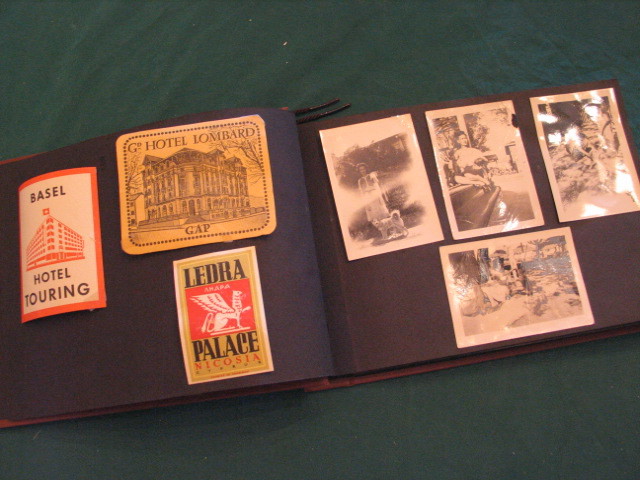 BASEL
HOTEL
TOURING
Gᴰ HOTEL LOMBARD
GAP
LEDRA
PALACE
NICOSIA